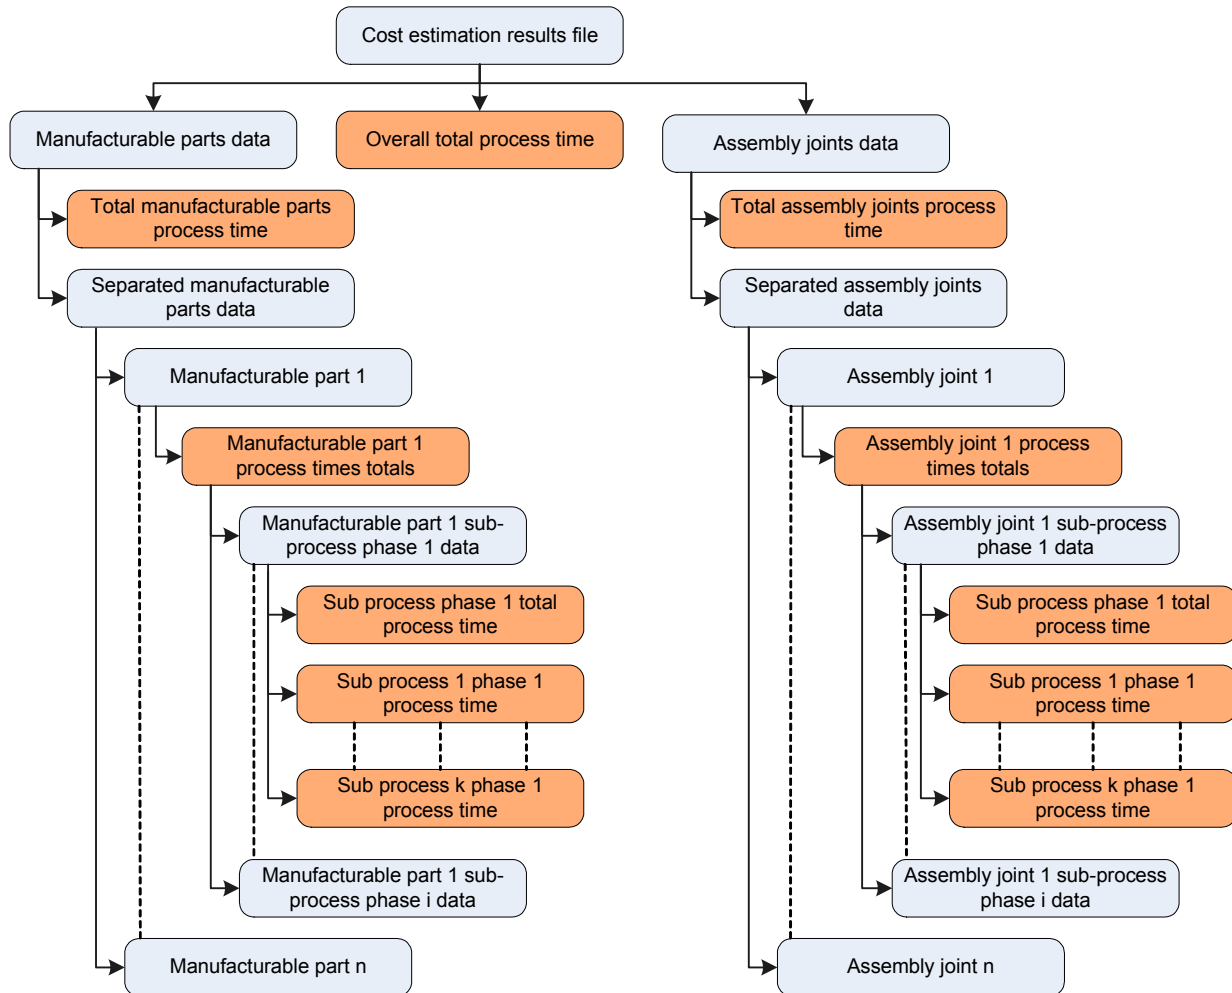 Cost estimation results file
Manufacturable parts data
Overall total process time
Assembly joints data
Total manufacturable parts
process time
Total assembly joints process
time
Separated manufacturable
parts data
Separated assembly joints
data
Manufacturable part 1
Assembly joint 1
Manufacturable part 1
process times totals
Assembly joint 1 process
times totals
Manufacturable part 1 sub-
process phase 1 data
Assembly joint 1 sub-process
phase 1 data
Sub process phase 1 total
process time
Sub process phase 1 total
process time
Sub process 1 phase 1
process time
Sub process 1 phase 1
process time
Sub process k phase 1
process time
Sub process k phase 1
process time
Manufacturable part 1 sub-
process phase i data
Assembly joint 1 sub-process
phase i data
Manufacturable part n
Assembly joint n